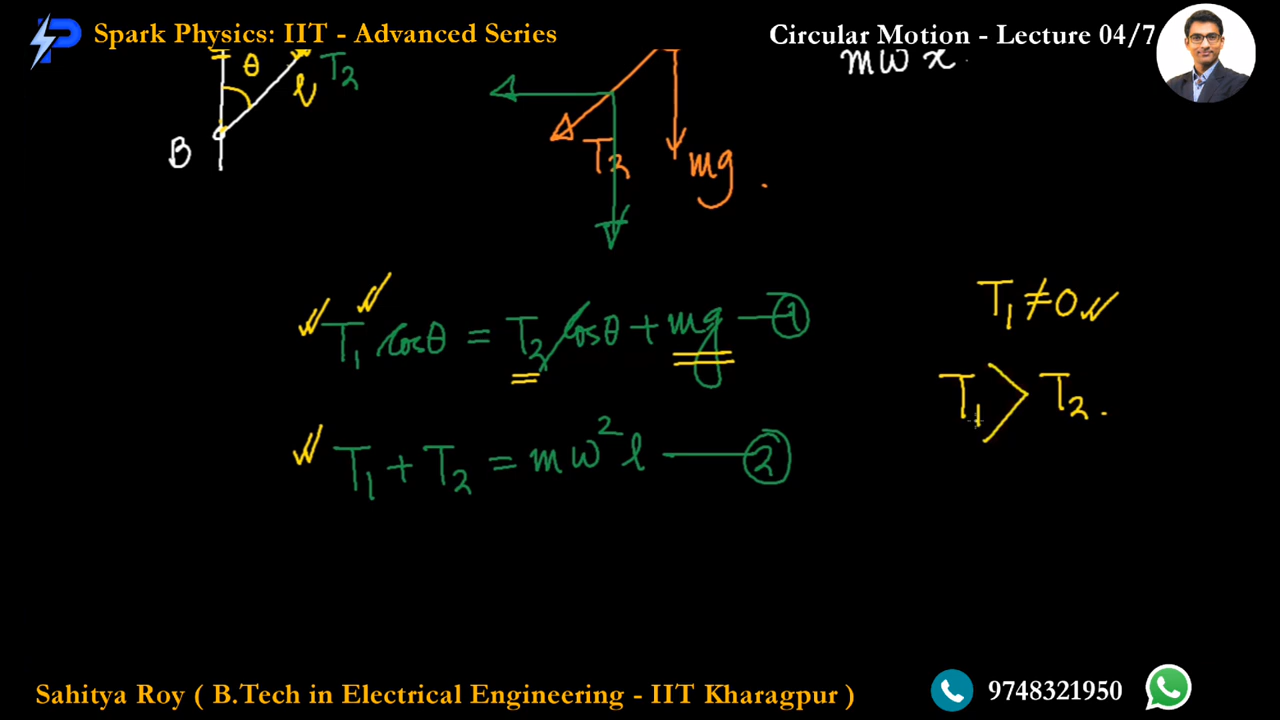 Spark Physics: IIT - Advanced Series
Circular Motion - Lecture 04/7
θ
T₂
l
mωx
B
T₂
mg
T₁ ≠ 0
T₁ cosθ = T₂ cosθ + mg — ①
T₁ > T₂.
T₁ + T₂ = mω²l — ②
Sahitya Roy ( B.Tech in Electrical Engineering - IIT Kharagpur )
9748321950